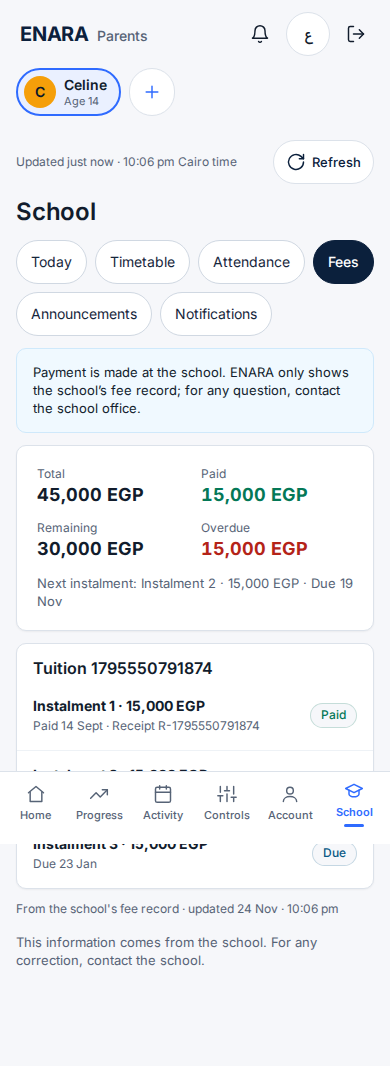 ENARA Parents
ع
C
Celine
Age 14
Updated just now · 10:06 pm Cairo time
Refresh
School
Today
Timetable
Attendance
Fees
Announcements
Notifications
Payment is made at the school. ENARA only shows
the school’s fee record; for any question, contact
the school office.
Total
45,000 EGP
Paid
15,000 EGP
Remaining
30,000 EGP
Overdue
15,000 EGP
Next instalment: Instalment 2 · 15,000 EGP · Due 19
Nov
Tuition 1795550791874
Instalment 1 · 15,000 EGP
Paid 14 Sept · Receipt R-1795550791874
Paid
Home
Progress
Activity
Controls
Account
School
Instalment 3 · 15,000 EGP
Due 23 Jan
Due
From the school's fee record · updated 24 Nov · 10:06 pm
This information comes from the school. For any
correction, contact the school.